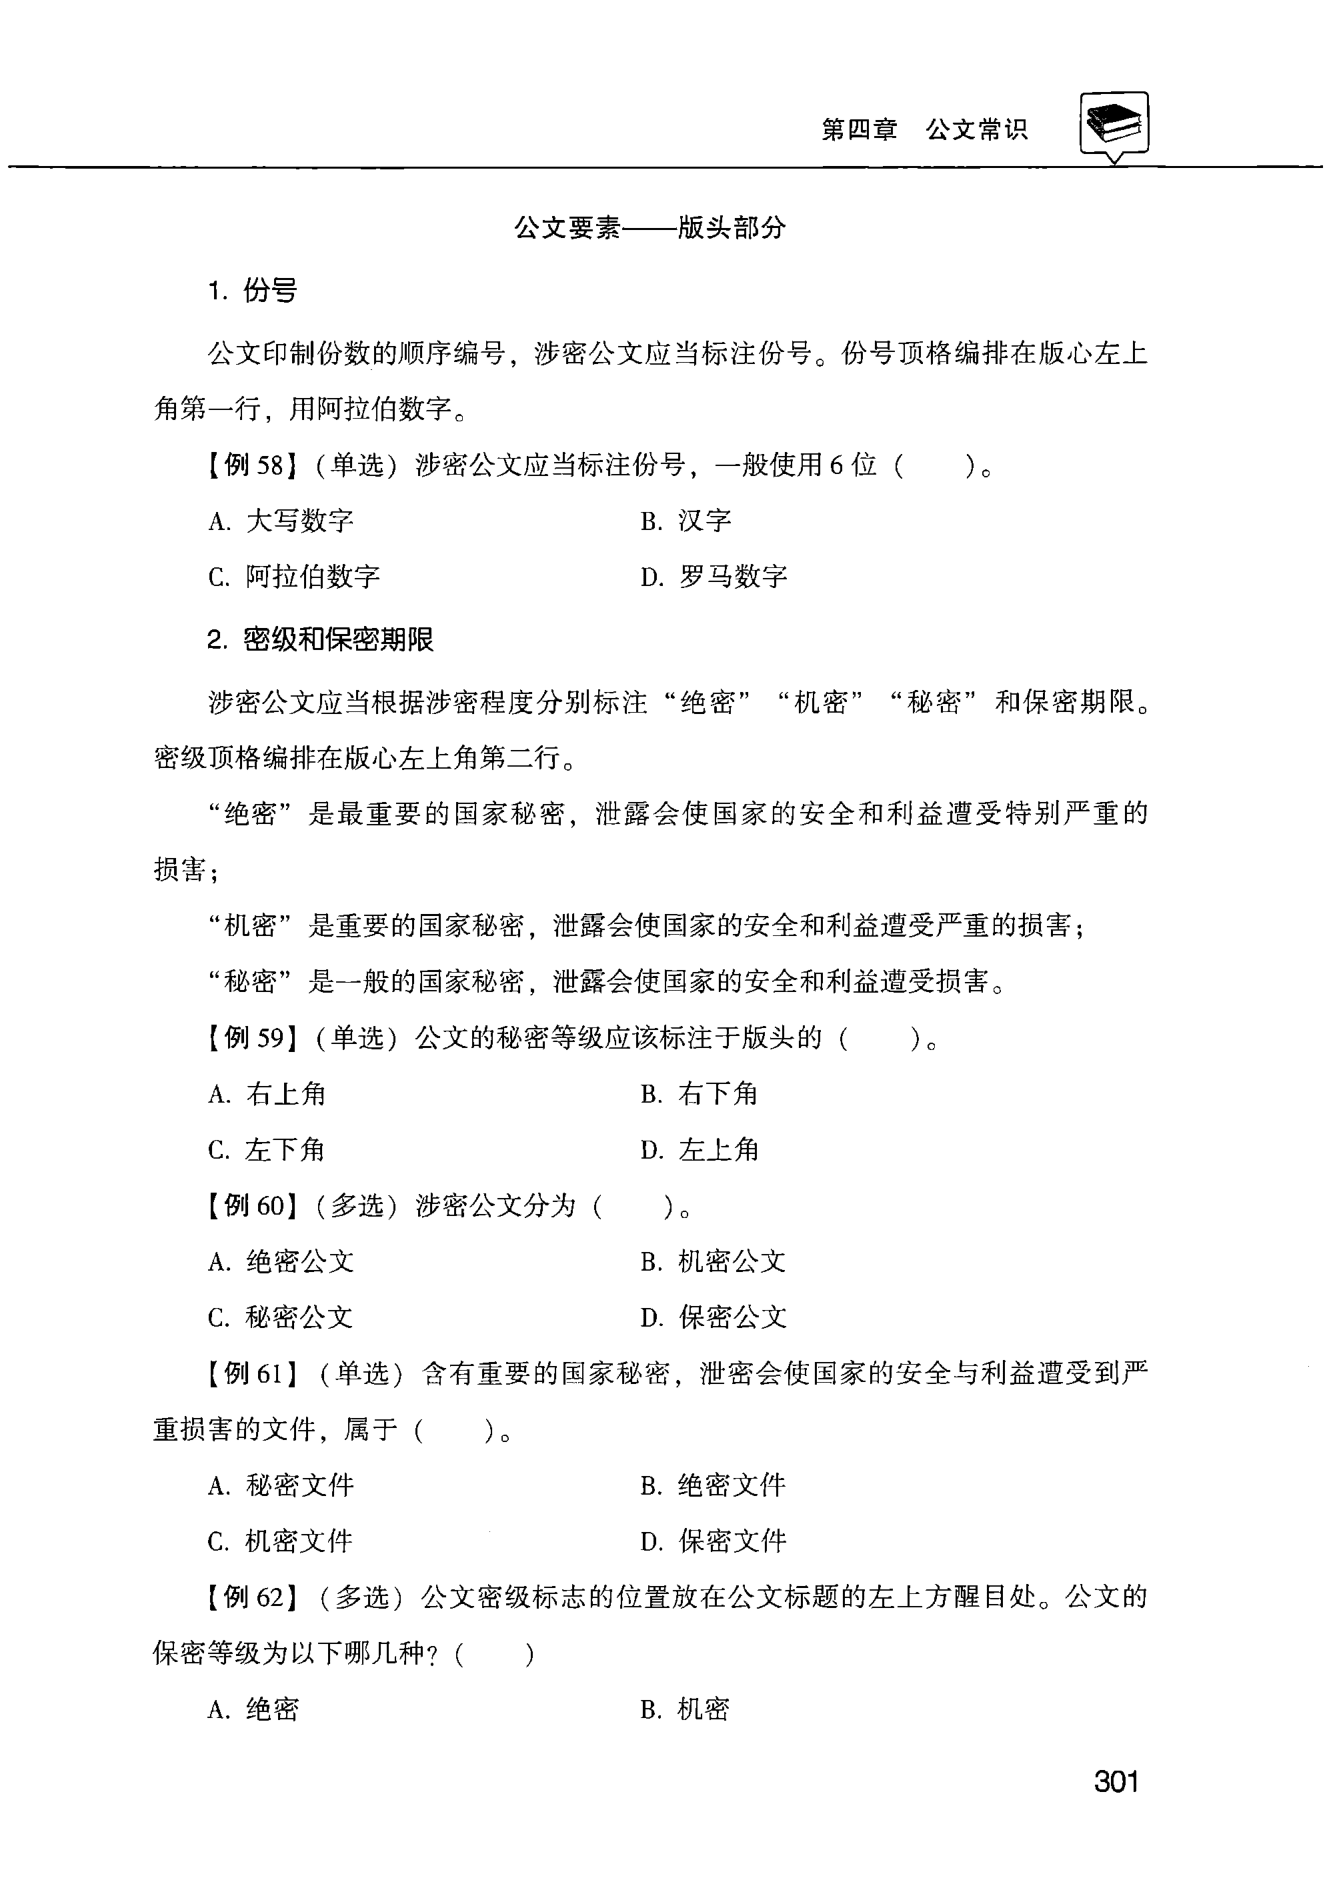 第四章 公文常识
公文要素——版头部分
1. 份号
公文印制份数的顺序编号，涉密公文应当标注份号。份号顶格编排在版心左上
角第一行，用阿拉伯数字。
【例 58】（单选）涉密公文应当标注份号，一般使用 6 位（　　）。
A. 大写数字 B. 汉字
C. 阿拉伯数字 D. 罗马数字
2. 密级和保密期限
涉密公文应当根据涉密程度分别标注“绝密”“机密”“秘密”和保密期限。
密级顶格编排在版心左上角第二行。
“绝密”是最重要的国家秘密，泄露会使国家的安全和利益遭受特别严重的
损害；
“机密”是重要的国家秘密，泄露会使国家的安全和利益遭受严重的损害；
“秘密”是一般的国家秘密，泄露会使国家的安全和利益遭受损害。
【例 59】（单选）公文的秘密等级应该标注于版头的（　　）。
A. 右上角 B. 右下角
C. 左下角 D. 左上角
【例 60】（多选）涉密公文分为（　　）。
A. 绝密公文 B. 机密公文
C. 秘密公文 D. 保密公文
【例 61】（单选）含有重要的国家秘密，泄密会使国家的安全与利益遭受到严
重损害的文件，属于（　　）。
A. 秘密文件 B. 绝密文件
C. 机密文件 D. 保密文件
【例 62】（多选）公文密级标志的位置放在公文标题的左上方醒目处。公文的
保密等级为以下哪几种？（　　）
A. 绝密 B. 机密
301